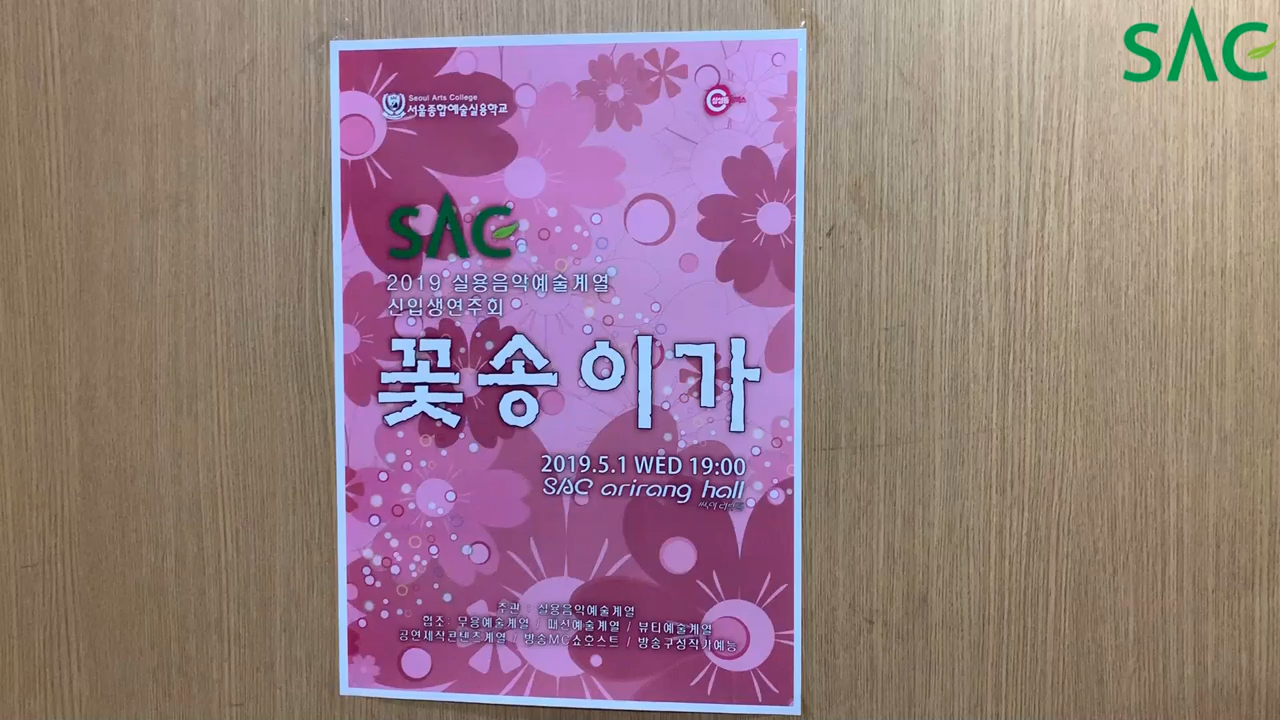 SAC
Seoul Arts College
서울종합예술실용학교
SAC
2019 실용음악예술계열
신입생연주회
꽃송이가
2019.5.1 WED 19:00
SAC arirang hall
싹아리랑홀
주관 : 실용음악예술계열
협조: 무용예술계열 / 패션예술계열 / 뷰티예술계열
공연제작콘텐츠계열 / 방송MC쇼호스트 / 방송구성작가예능